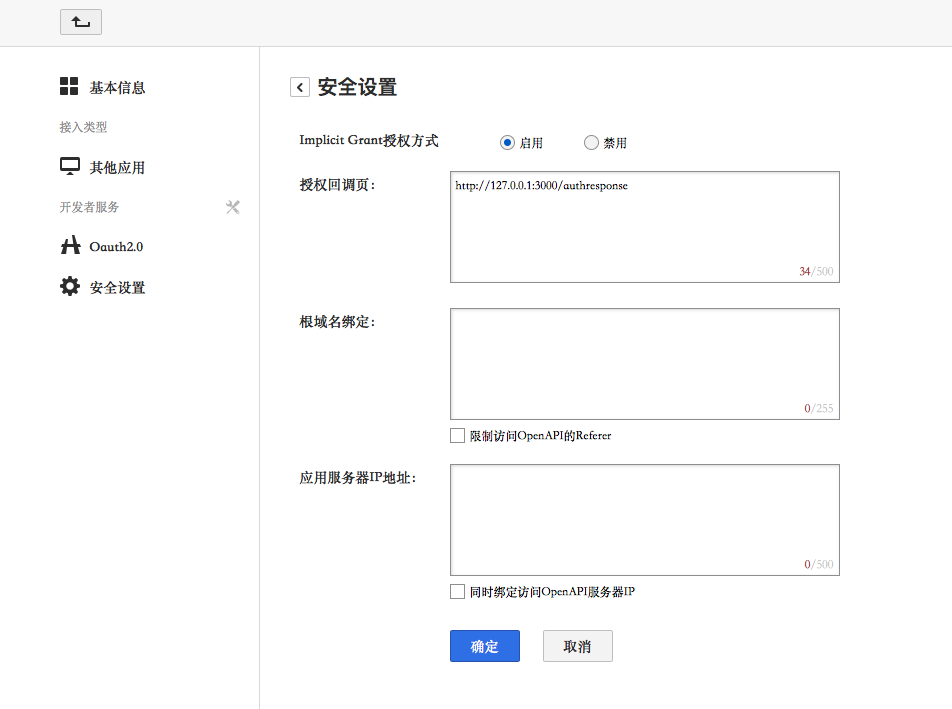 基本信息
接入类型
其他应用
开发者服务
Oauth2.0
安全设置
安全设置
Implicit Grant授权方式
启用 禁用
授权回调页:
http://127.0.0.1:3000/authresponse
34/500
根域名绑定:
0/255
限制访问OpenAPI的Referer
应用服务器IP地址:
0/500
同时绑定访问OpenAPI服务器IP
确定 取消